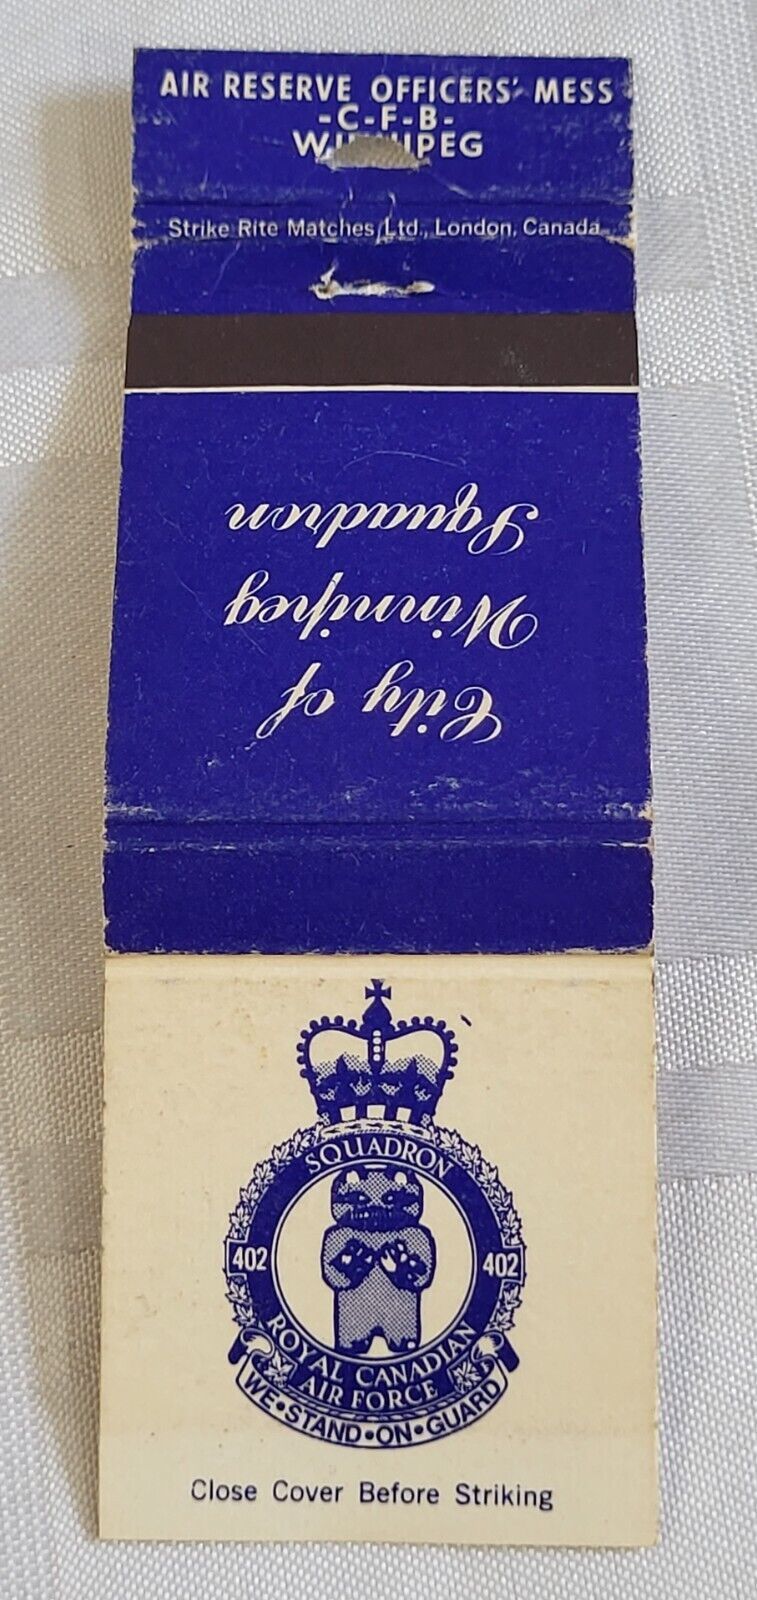 AIR RESERVE OFFICERS' MESS
-C-F-B-
WINNIPEG
Strike Rite Matches Ltd., London, Canada
City of
Winnipeg
Squadron
SQUADRON
402
402
ROYAL CANADIAN
AIR FORCE
WE•STAND•ON•GUARD
Close Cover Before Striking